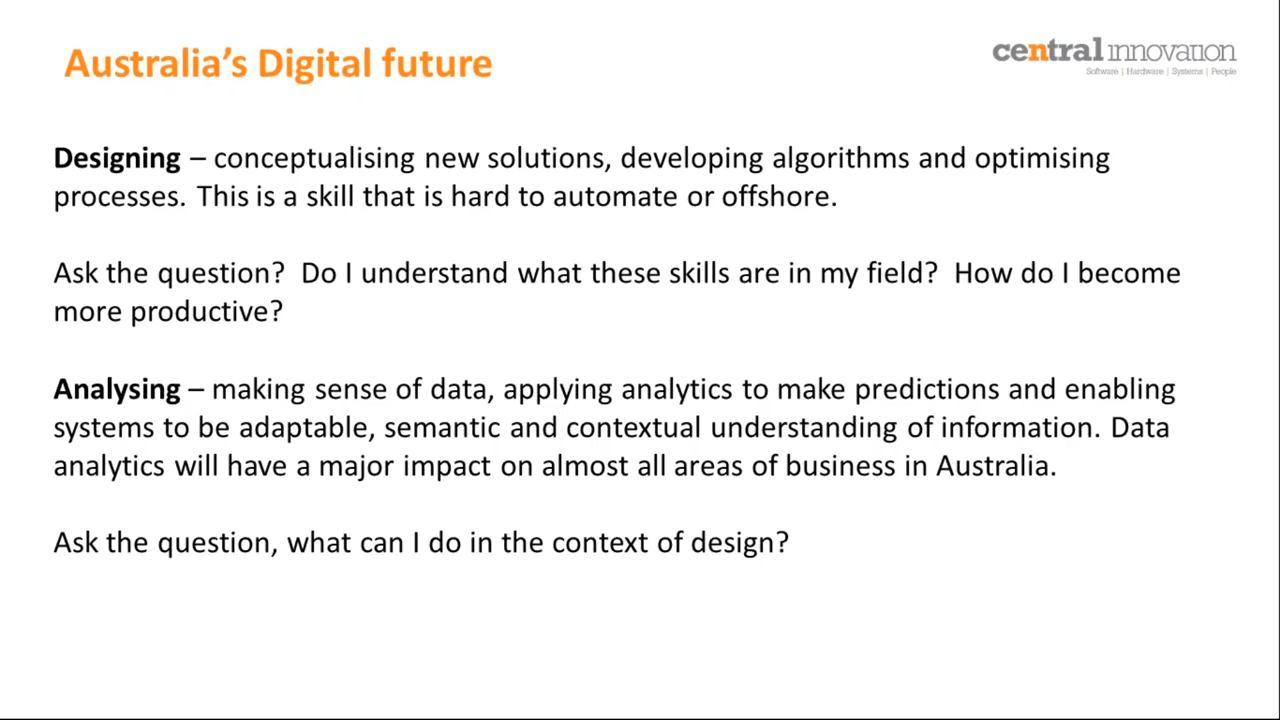 Australia's Digital future
central innovation
Software | Hardware | Systems | People
Designing – conceptualising new solutions, developing algorithms and optimising
processes. This is a skill that is hard to automate or offshore.
Ask the question?  Do I understand what these skills are in my field?  How do I become
more productive?
Analysing – making sense of data, applying analytics to make predictions and enabling
systems to be adaptable, semantic and contextual understanding of information. Data
analytics will have a major impact on almost all areas of business in Australia.
Ask the question, what can I do in the context of design?